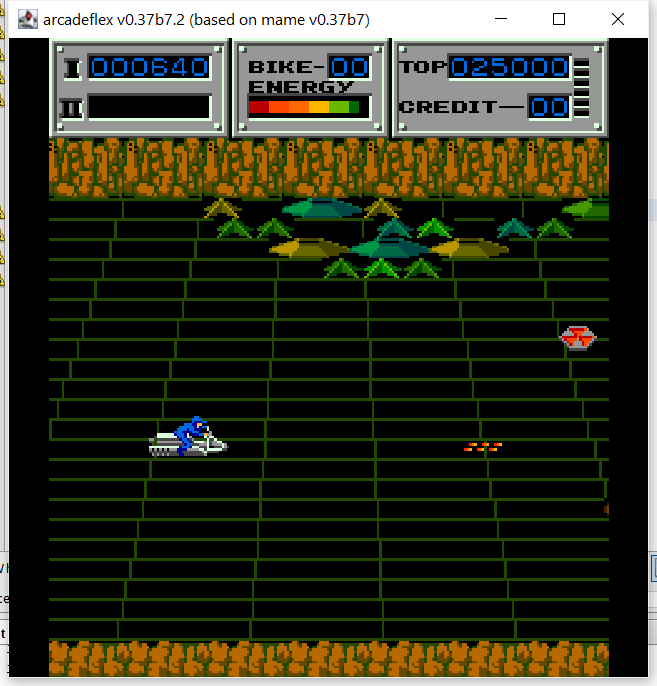 arcadeflex v0.37b7.2 (based on mame v0.37b7)
I 000640 BIKE-00 TOP 025000
ENERGY
II CREDIT-00